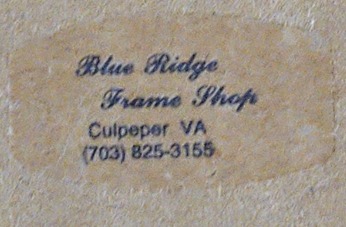 Blue Ridge
Frame Shop
Culpeper VA
(703) 825-3155